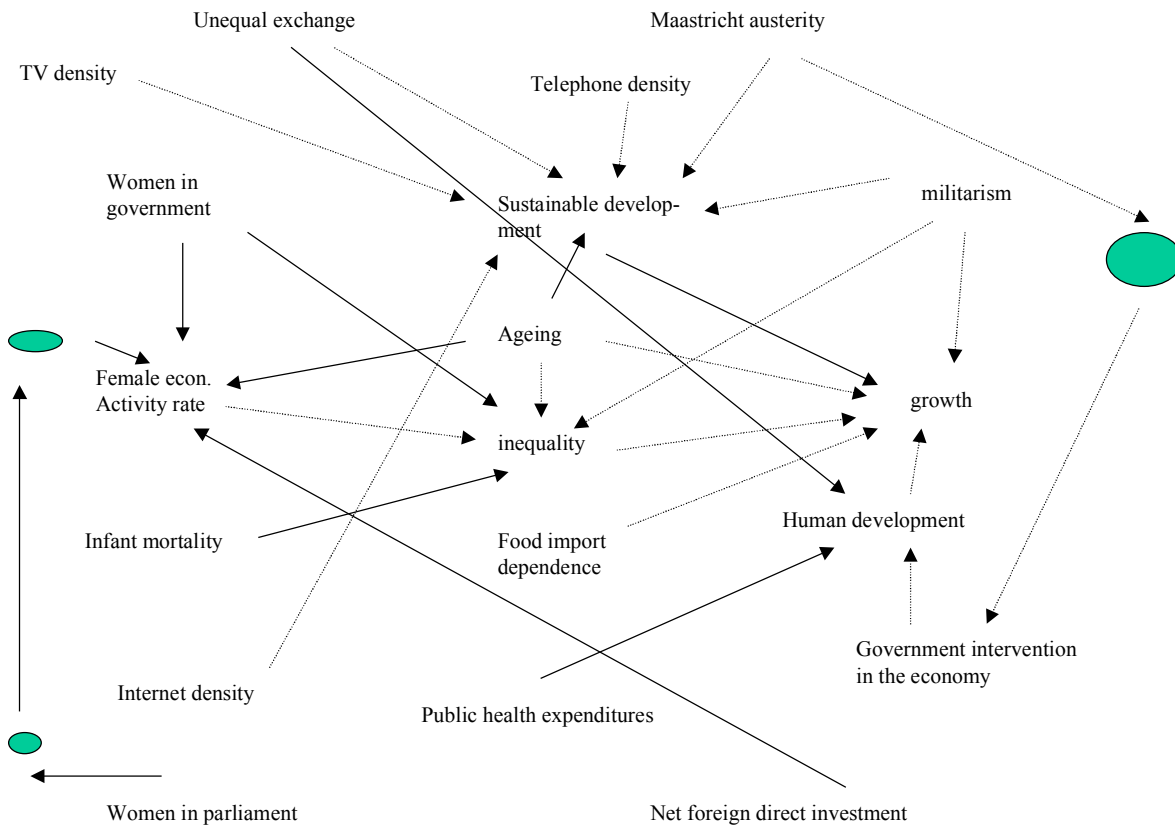 Unequal exchange
Maastricht austerity
TV density
Telephone density
Women in
government
Sustainable develop-
ment
militarism
Ageing
Female econ.
Activity rate
growth
inequality
Infant mortality
Food import
dependence
Human development
Government intervention
in the economy
Internet density
Public health expenditures
Women in parliament
Net foreign direct investment